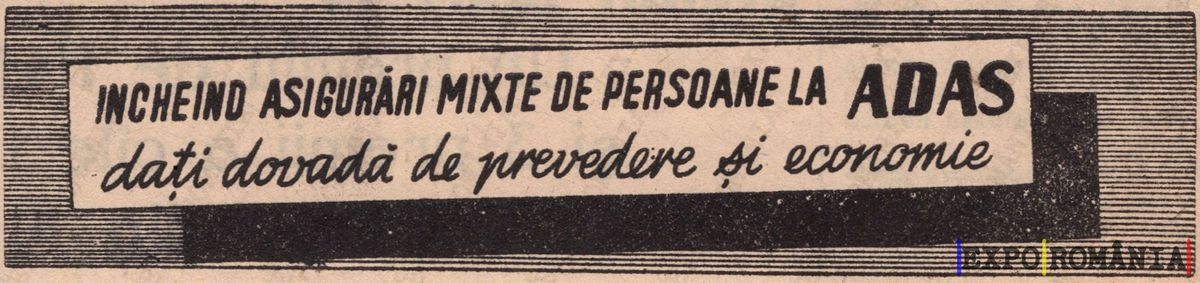 INCHEIND ASIGURĂRI MIXTE DE PERSOANE LA ADAS
dați dovadă de prevedere și economie
EXPO ROMÂNIA